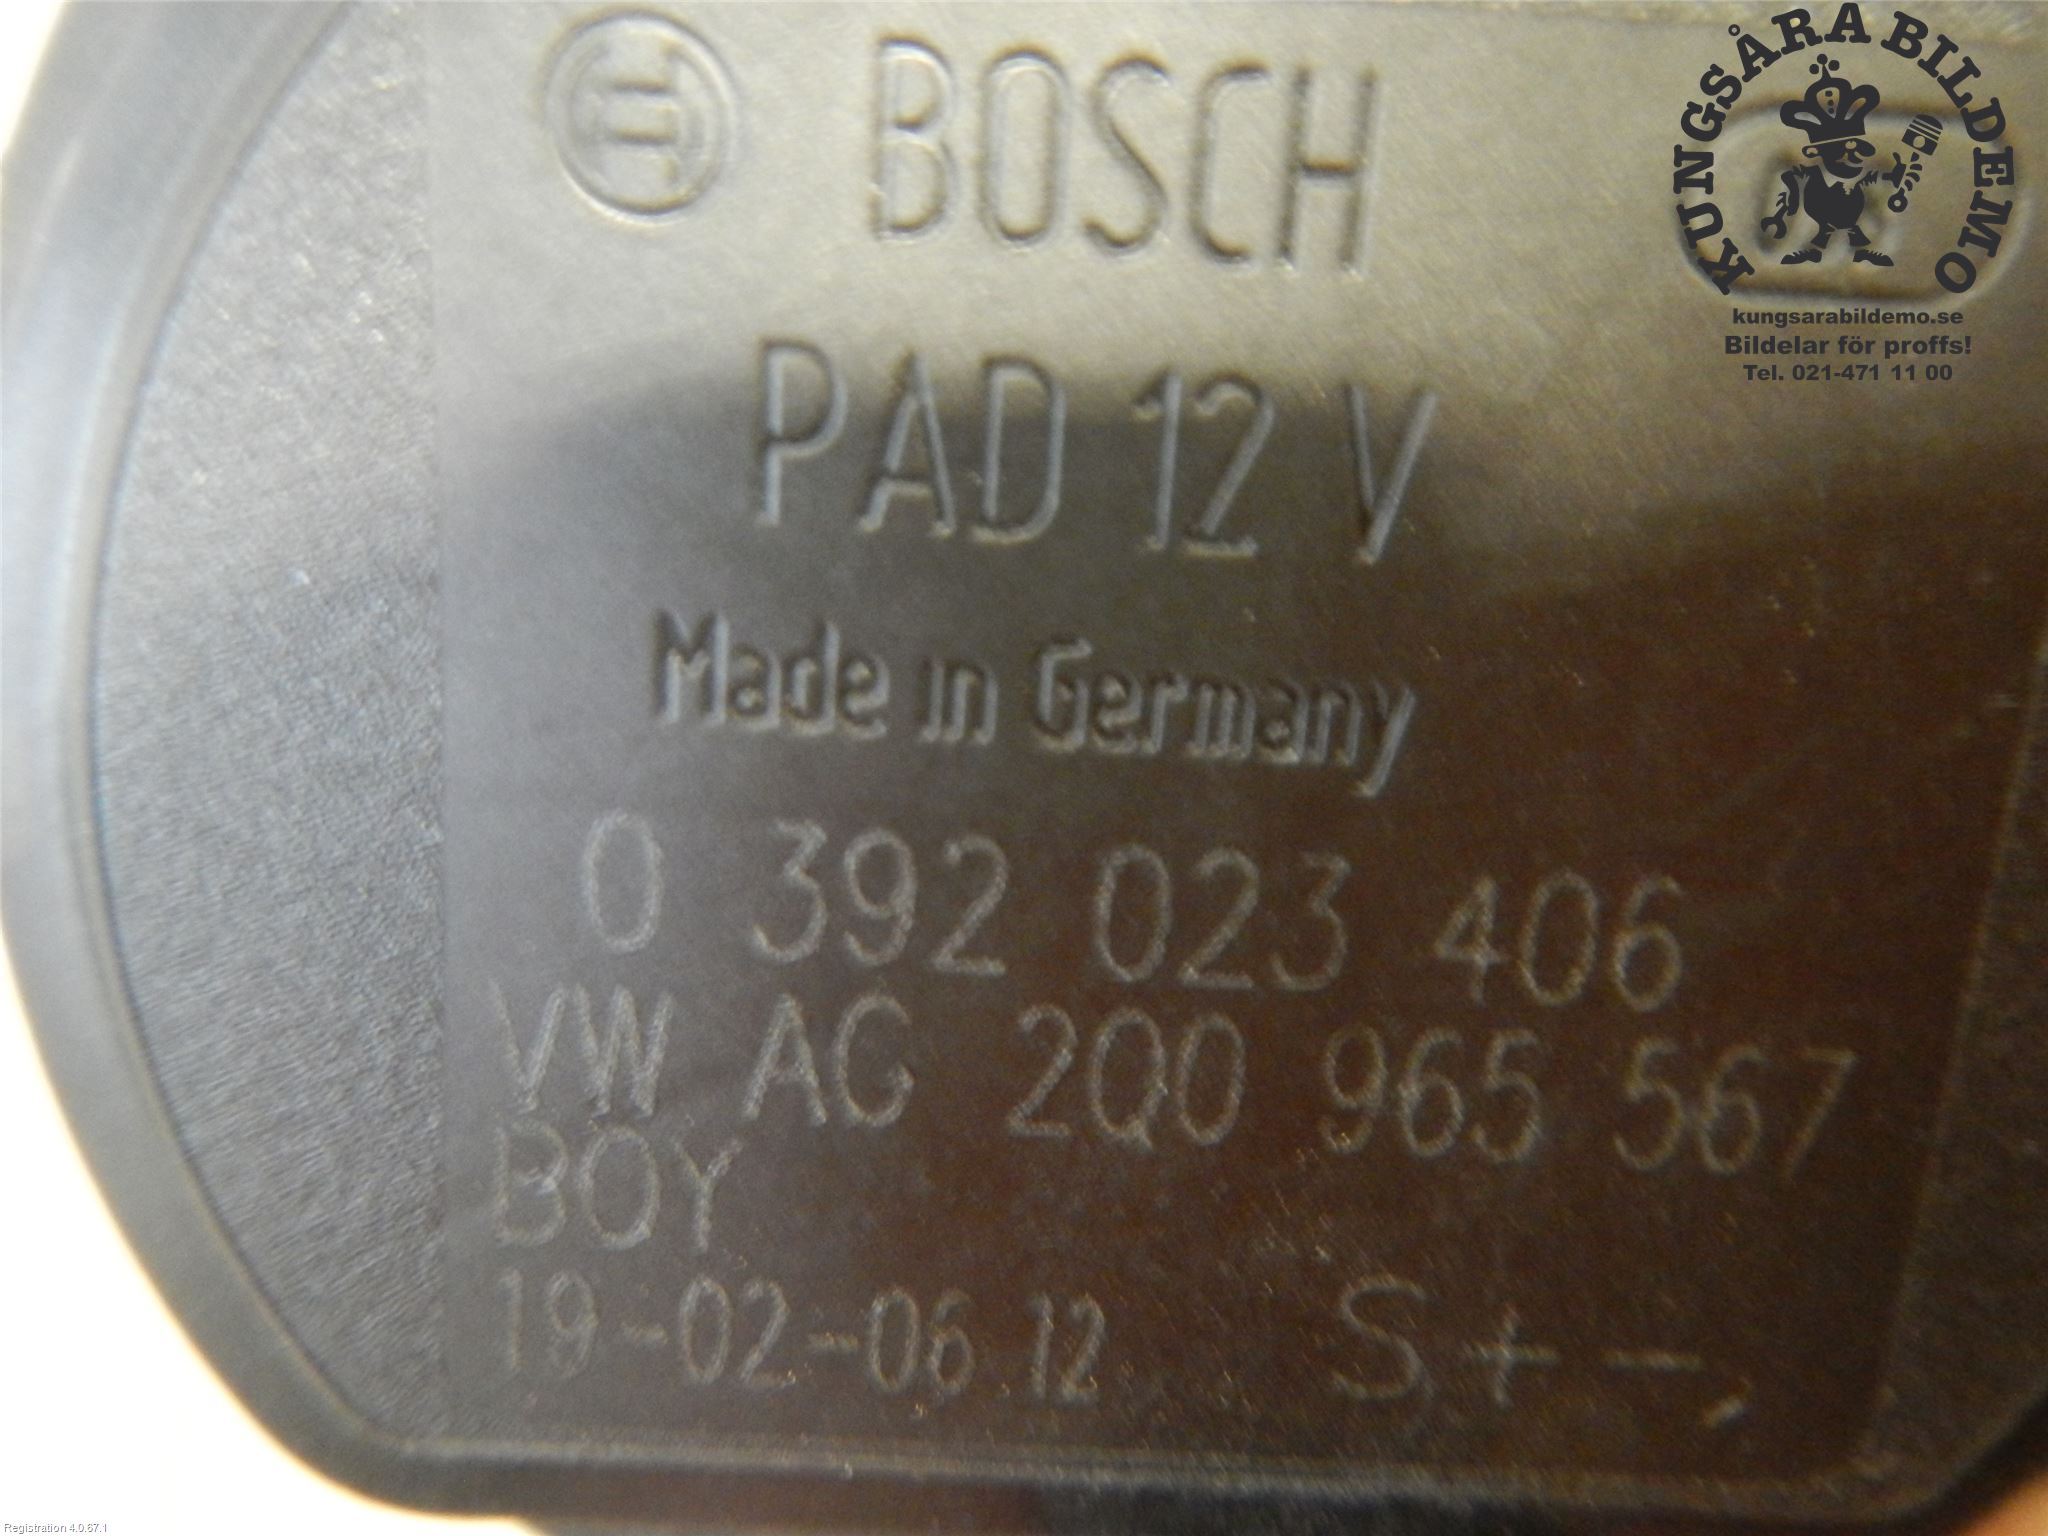 BOSCH
PAD 12 V
Made in Germany
0 392 023 406
VW AG 2Q0 965 567
BOY
19-02-06.12 S + - ,
KUNGSÅRA BILDEMO
kungsarabildemo.se
Bildelar för proffs!
Tel. 021-471 11 00
Registration 4.0.67.1